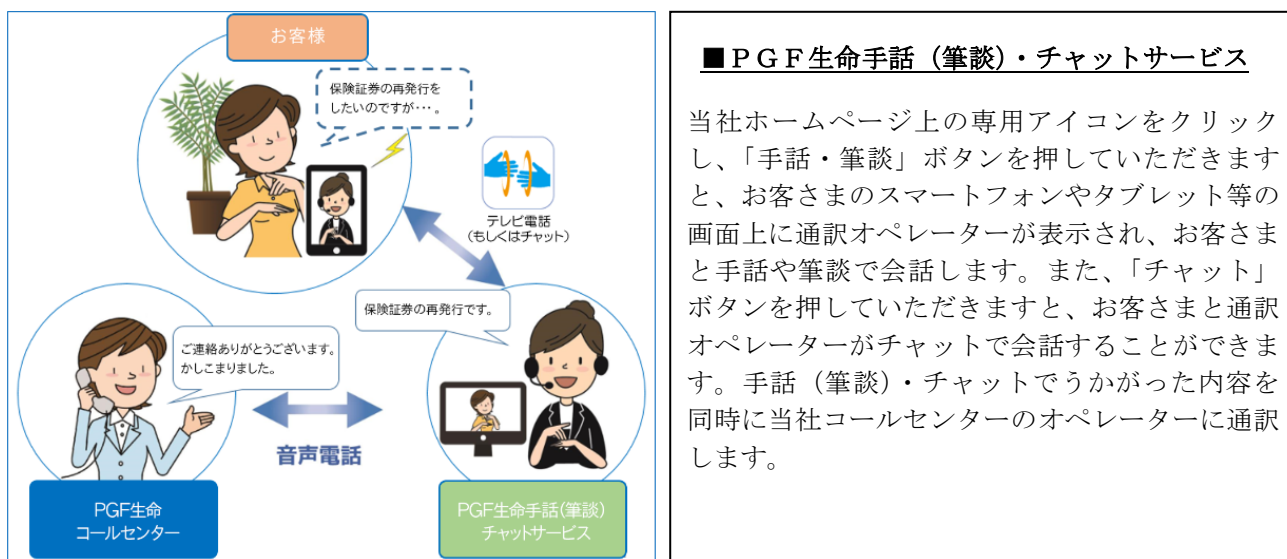 お客様
保険証券の再発行を
したいのですが・・・。
テレビ電話
(もしくはチャット)
保険証券の再発行です。
ご連絡ありがとうございます。
かしこまりました。
音声電話
PGF生命
コールセンター
PGF生命手話(筆談)
チャットサービス
■ＰＧＦ生命手話（筆談）・チャットサービス
当社ホームページ上の専用アイコンをクリック
し、「手話・筆談」ボタンを押していただきます
と、お客さまのスマートフォンやタブレット等の
画面上に通訳オペレーターが表示され、お客さま
と手話や筆談で会話します。また、「チャット」
ボタンを押していただきますと、お客さまと通訳
オペレーターがチャットで会話することができま
す。手話（筆談）・チャットでうかがった内容を
同時に当社コールセンターのオペレーターに通訳
します。